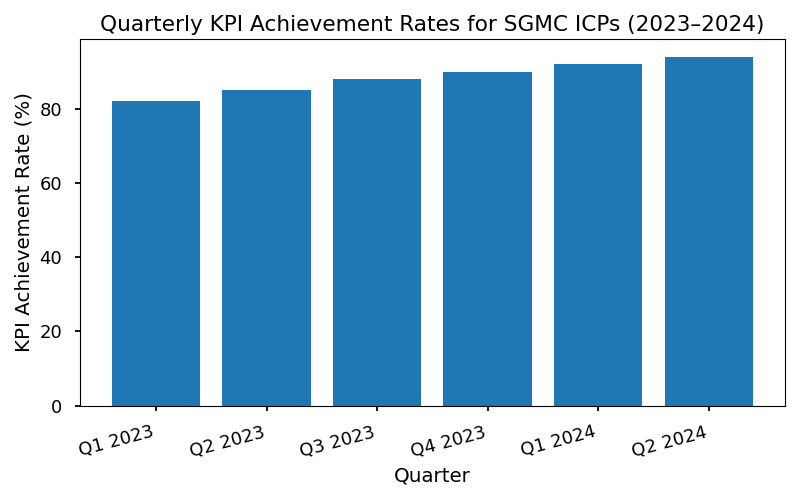 Quarterly KPI Achievement Rates for SGMC ICPs (2023–2024)
KPI Achievement Rate (%)
80
60
40
20
0
Q1 2023
Q2 2023
Q3 2023
Q4 2023
Q1 2024
Q2 2024
Quarter